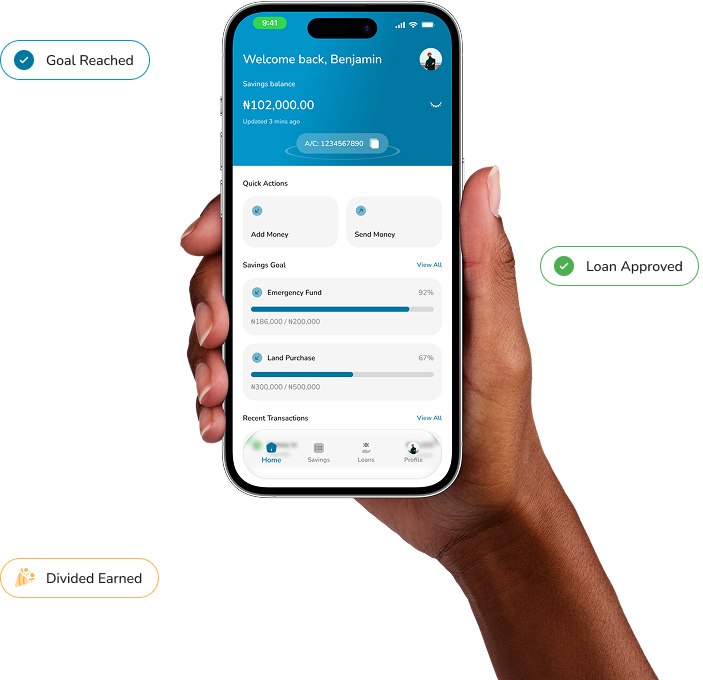 9:41
Goal Reached
Welcome back, Benjamin
Savings balance
₦102,000.00
Updated 3 mins ago
A/C: 1234567890
Quick Actions
Add Money
Send Money
Loan Approved
Savings Goal
View All
Emergency Fund
92%
₦186,000 / ₦200,000
Land Purchase
67%
₦300,000 / ₦500,000
Recent Transactions
View All
Home
Savings
Loans
Profile
Divided Earned